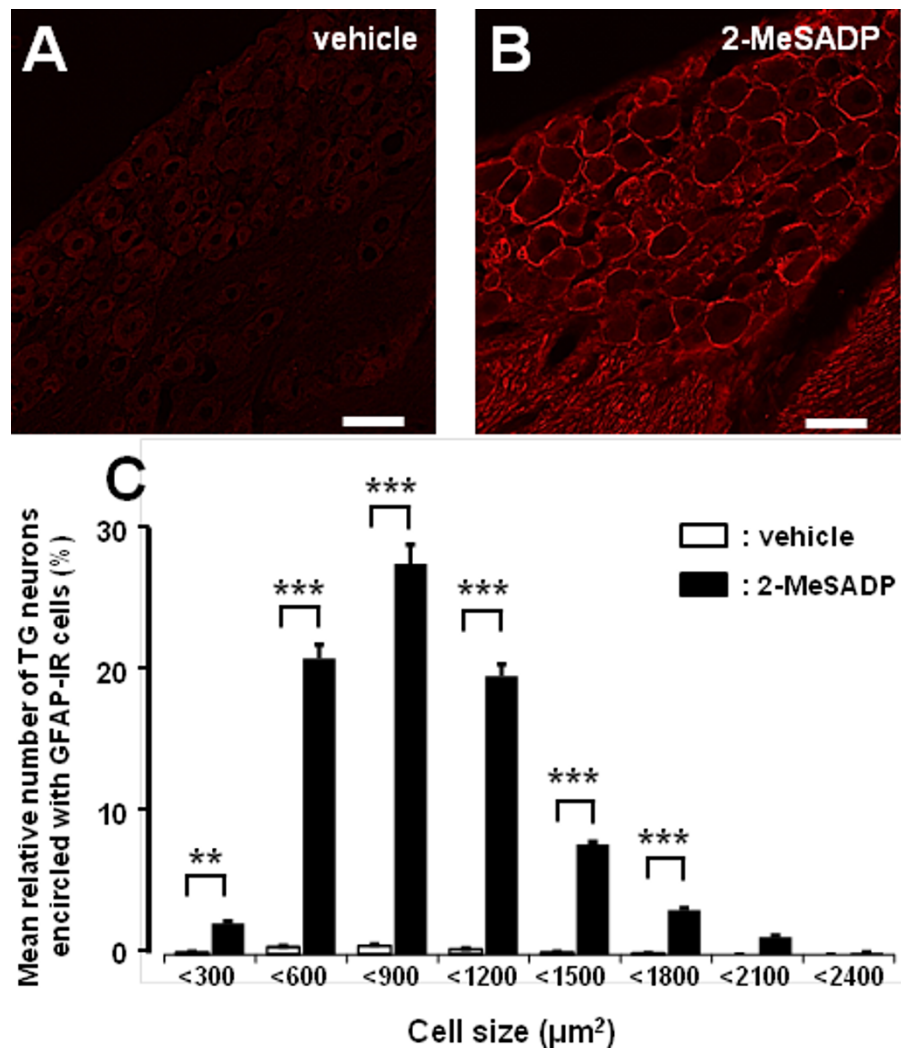 A
vehicle
B
2-MeSADP
C
Mean relative number of TG neurons
encircled with GFAP-IR cells (%)
30
20
10
0
**
***
***
***
***
***
: vehicle
: 2-MeSADP
<300 <600 <900 <1200 <1500 <1800 <2100 <2400
Cell size (µm²)